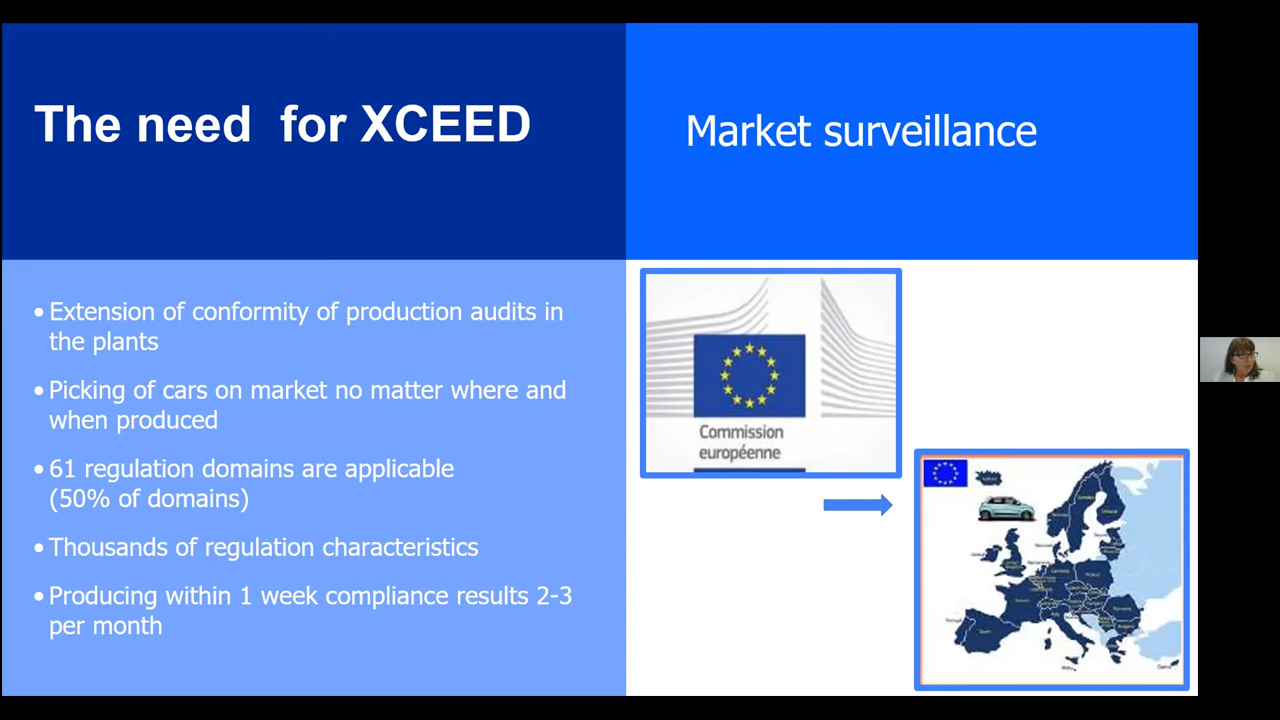 The need for XCEED
Market surveillance
• Extension of conformity of production audits in
the plants
• Picking of cars on market no matter where and
when produced
• 61 regulation domains are applicable
(50% of domains)
• Thousands of regulation characteristics
• Producing within 1 week compliance results 2-3
per month
Commission
européenne